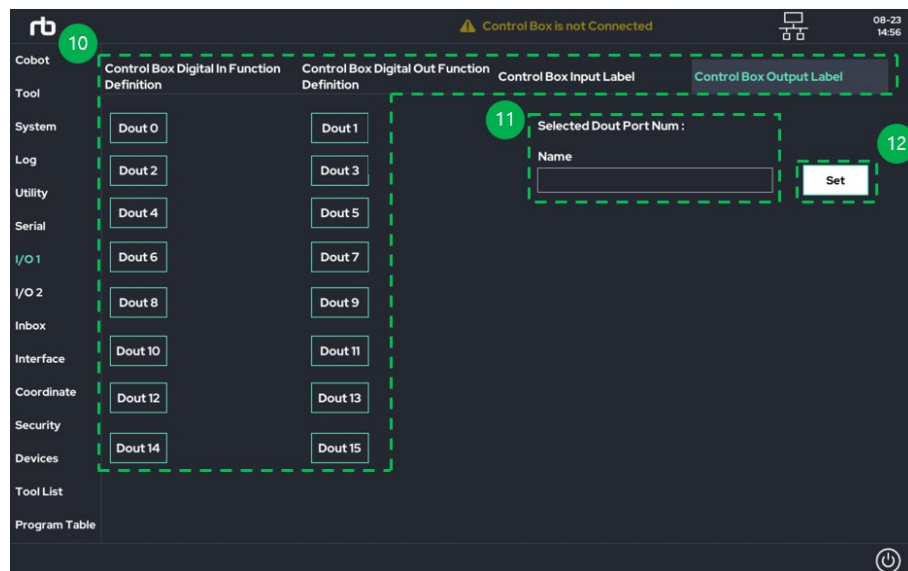 rb
Control Box is not Connected
08-23
14:56
10
Cobot
Tool
System
Log
Utility
Serial
I/O 1
I/O 2
Inbox
Interface
Coordinate
Security
Devices
Tool List
Program Table
Control Box Digital In Function
Definition
Control Box Digital Out Function
Definition
Control Box Input Label
Control Box Output Label
Dout 0
Dout 1
Dout 2
Dout 3
Dout 4
Dout 5
Dout 6
Dout 7
Dout 8
Dout 9
Dout 10
Dout 11
Dout 12
Dout 13
Dout 14
Dout 15
11
Selected Dout Port Num :
Name
12
Set